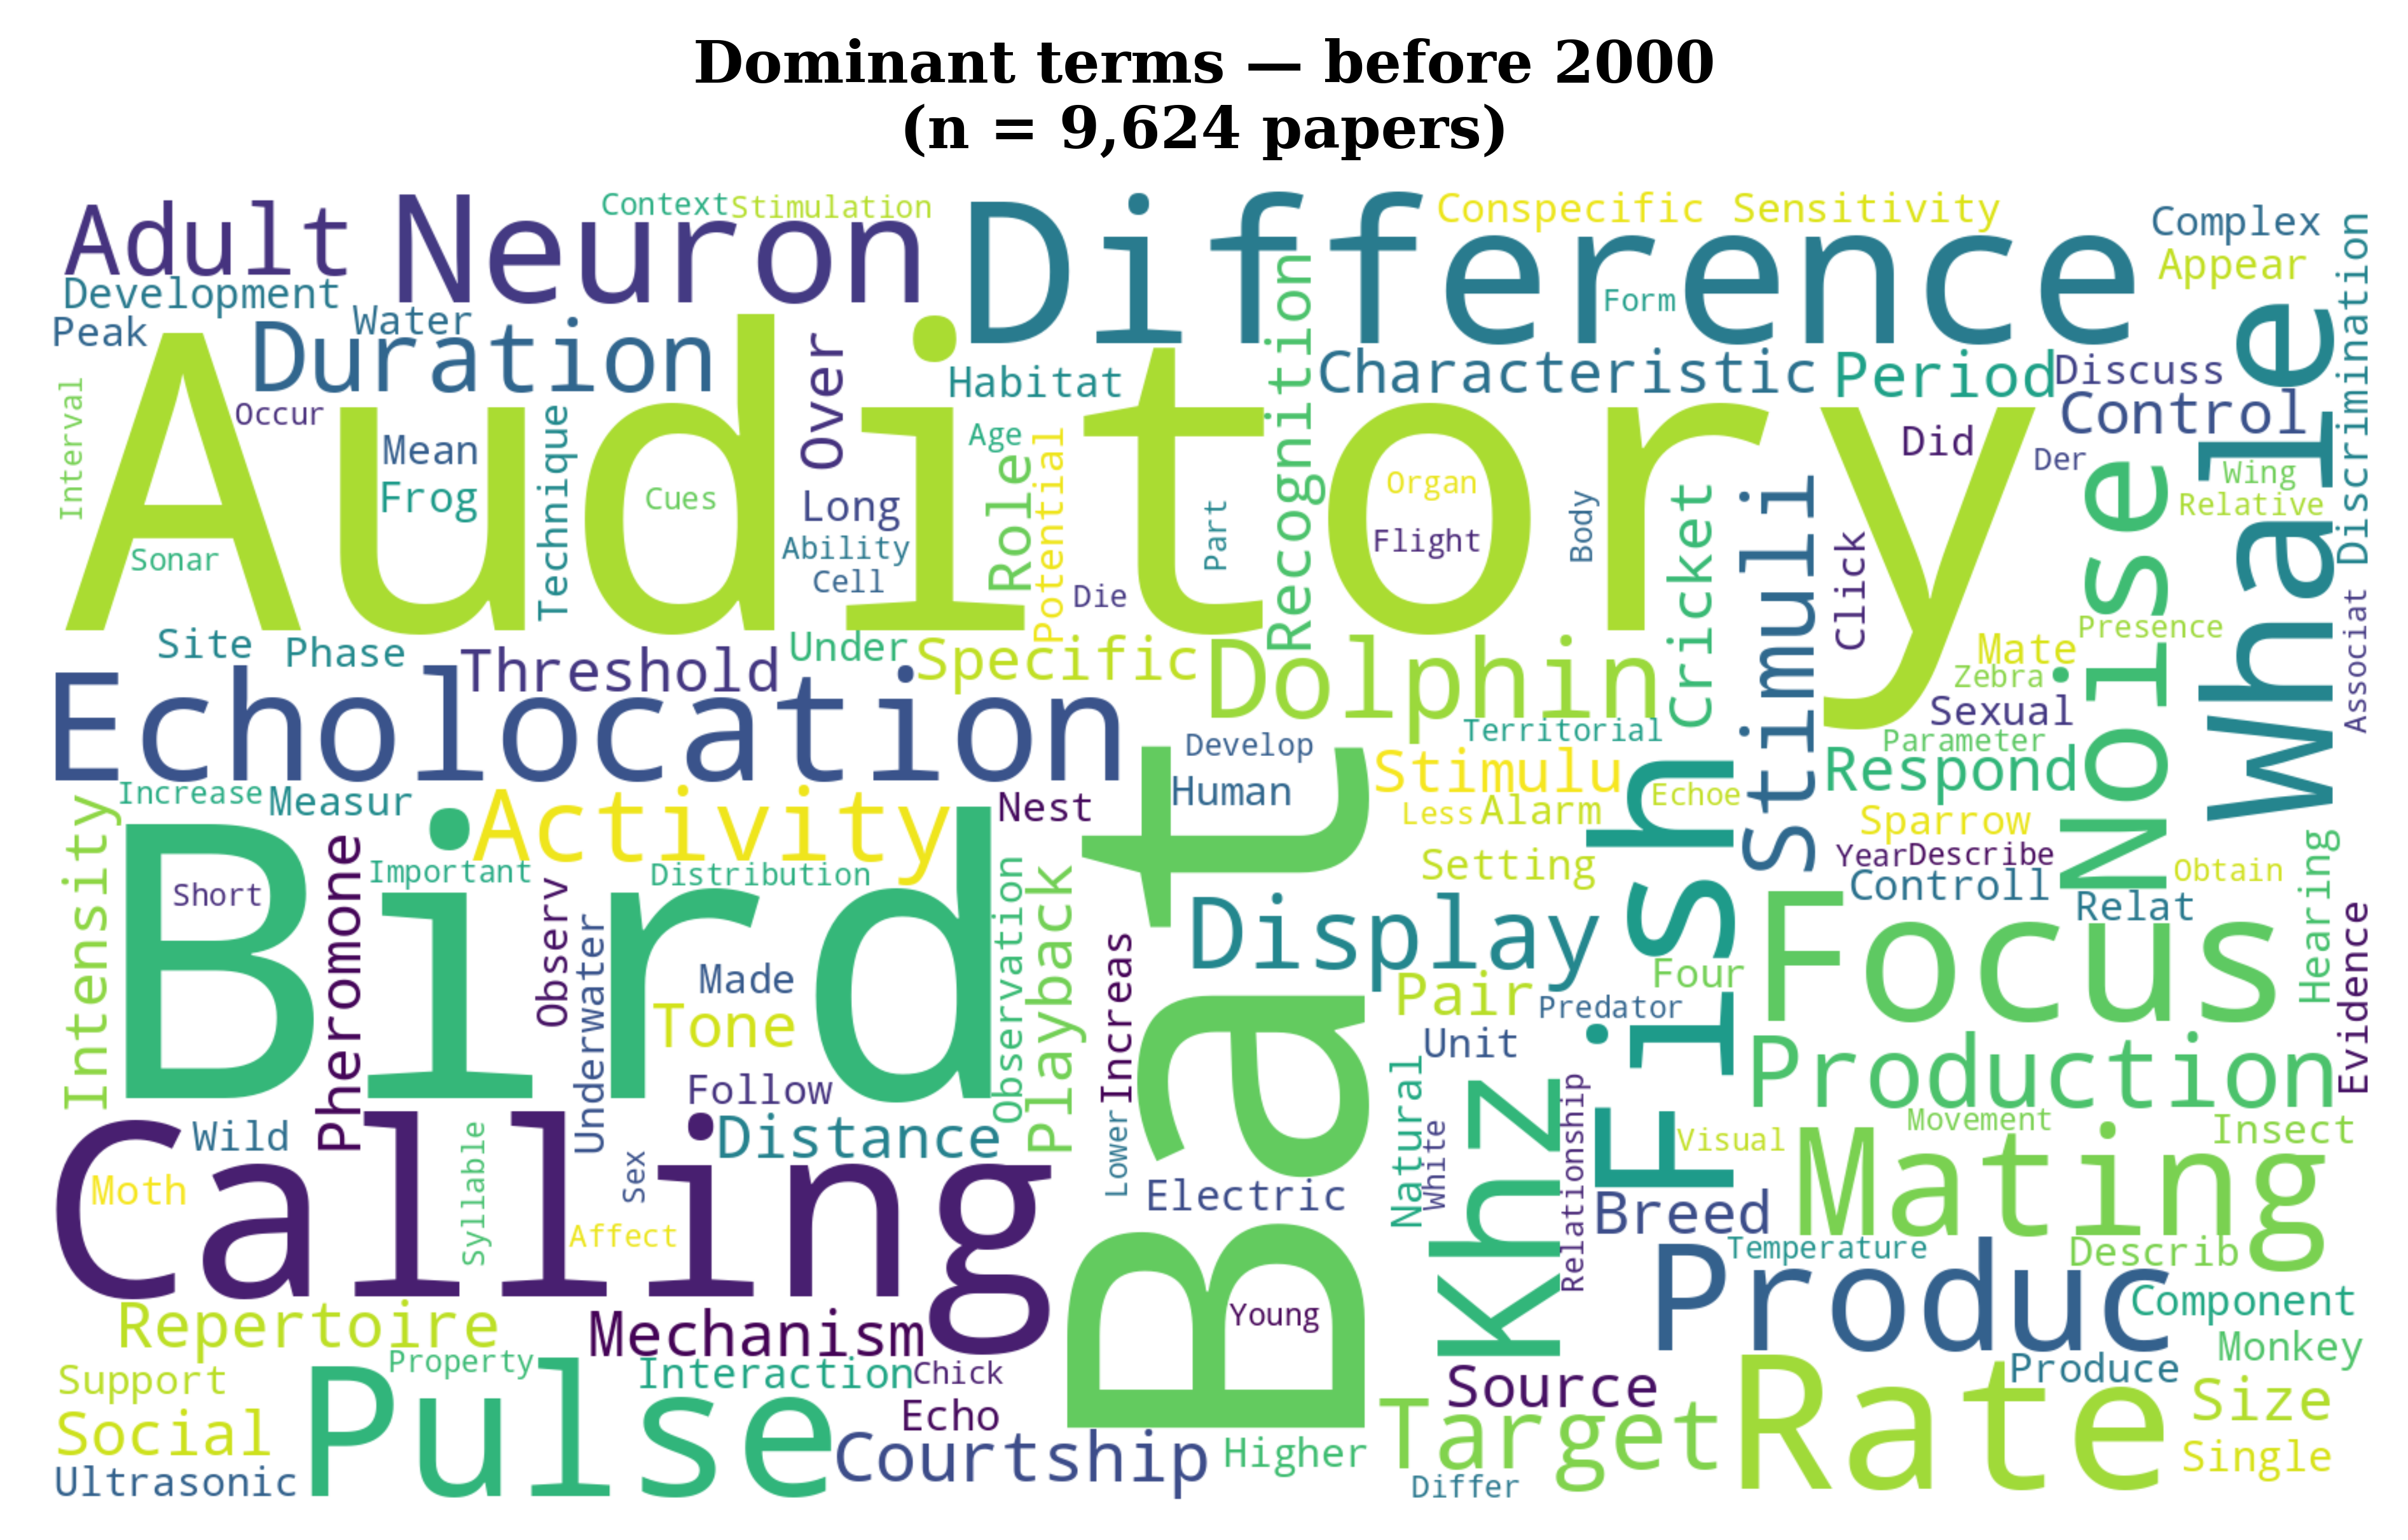 Dominant terms — before 2000
(n = 9,624 papers)
Adult
Neuron
Context
Stimulation
Difference
Conspecific
Sensitivity
Complex
Appear
Development
Water
Peak
Duration
Over
Habitat
Recognition
Form
Characteristic
Period
Discuss
Control
Whale
Discrimination
Interval
Auditory
Occur
Mean
Frog
Technique
Cues
Sonar
Long
Ability
Cell
Age
Role
Potential
Die
Part
Organ
Flight
Body
Cricket
Stimuli
Click
Did
Der
Noise
Wing
Relative
Presence
Associat
Site
Phase
Threshold
Under
Specific
Dolphin
Mate
Zebra
Sexual
Parameter
Respond
Territorial
Echolocation
Develop
Human
Stimulu
Less
Alarm
Echoe
Increase
Measur
Activity
Nest
Intensity
Bird
Short
Important
Distribution
Pheromone
Observ
Underwater
Made
Tone
Follow
Observation
Playback
Increas
Bat
Setting
Fish
Sparrow
Year
Describe
Controll
Relat
Obtain
Hearing
Evidence
Display
Pair
Four
Predator
Unit
Focus
Production
Natural
White
Khz
Relationship
Visual
Movement
Insect
Mating
Breed
Calling
Wild
Moth
Syllable
Sex
Affect
Distance
Lower
Electric
Young
Temperature
Describ
Produc
Component
Monkey
Produce
Repertoire
Mechanism
Property
Interaction
Chick
Support
Social
Ultrasonic
Pulse
Echo
Courtship
Higher
Source
Target
Differ
Rate
Size
Single